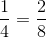 1/4 = 2/8